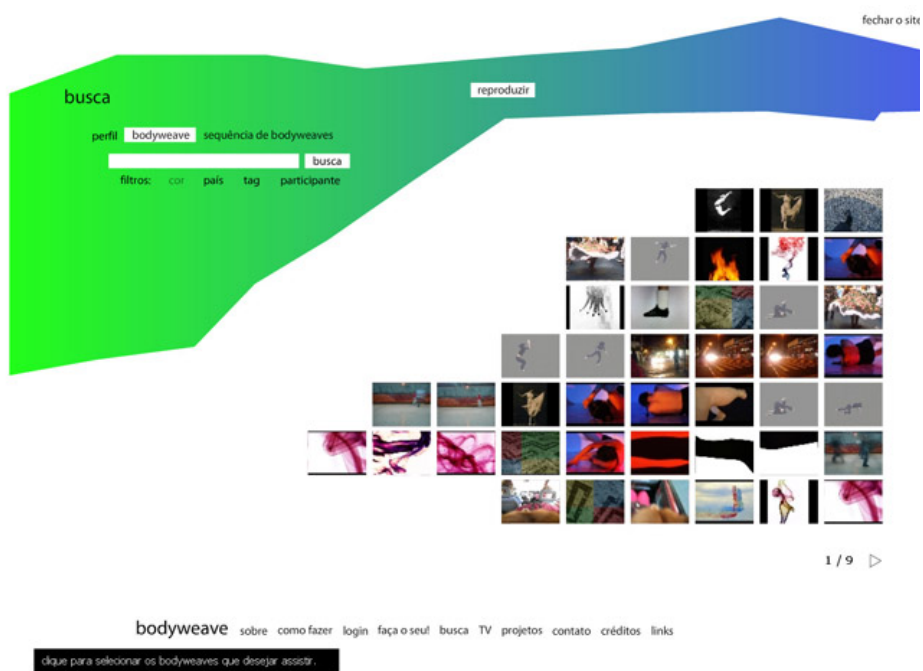 fechar o site
busca
reproduzir
perfil bodyweave sequência de bodyweaves
busca
filtros: cor país tag participante
1 / 9
bodyweave sobre como fazer login faça o seu! busca TV projetos contato créditos links
clique para selecionar os bodyweaves que desejar assistir.